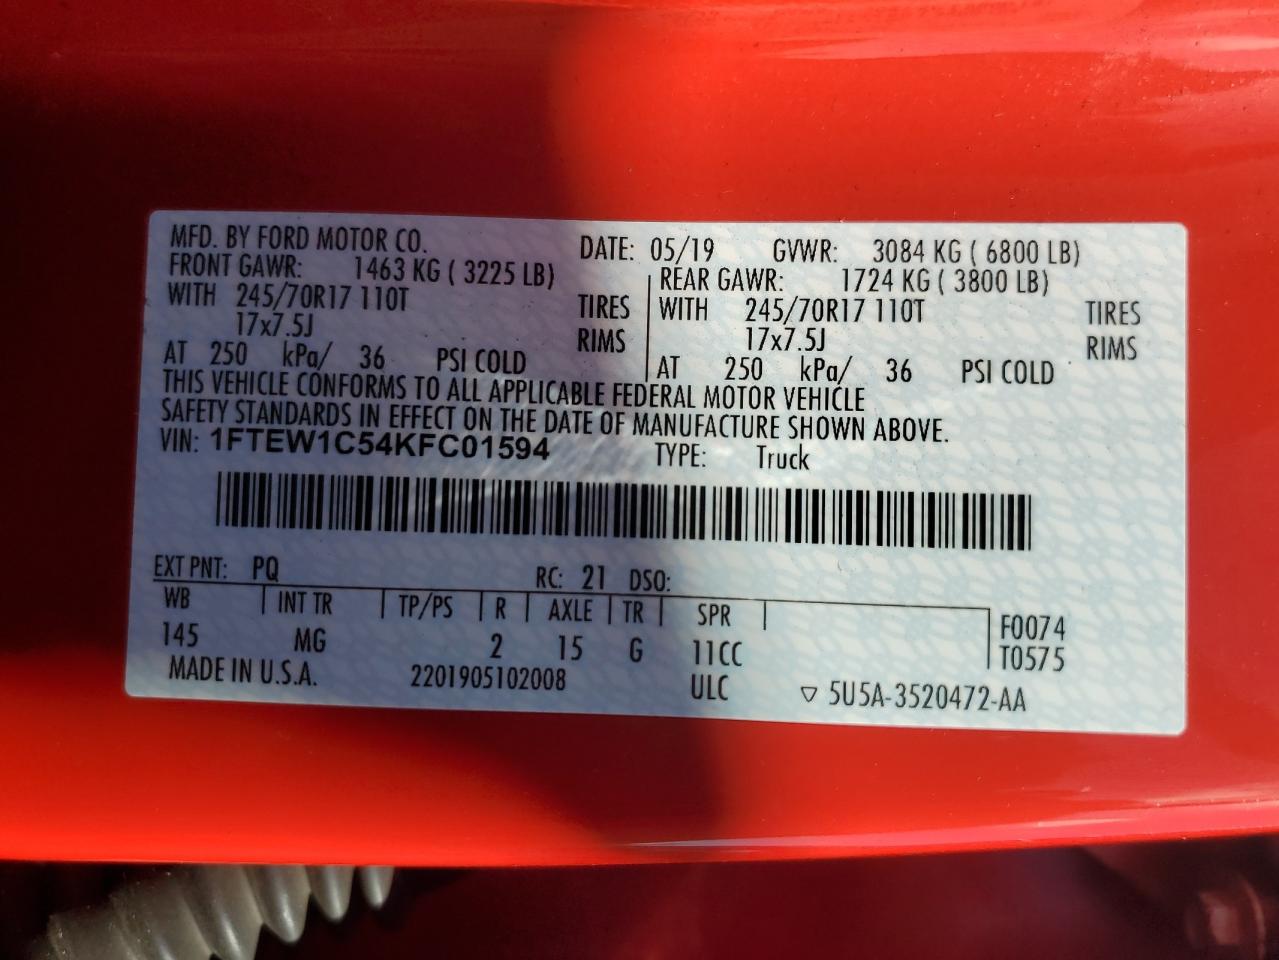 MFD. BY FORD MOTOR CO. DATE: 05/19 GVWR: 3084 KG ( 6800 LB)
FRONT GAWR: 1463 KG ( 3225 LB) REAR GAWR: 1724 KG ( 3800 LB)
WITH 245/70R17 110T TIRES WITH 245/70R17 110T TIRES
17x7.5J RIMS 17x7.5J RIMS
AT 250 kPa/ 36 PSI COLD AT 250 kPa/ 36 PSI COLD
THIS VEHICLE CONFORMS TO ALL APPLICABLE FEDERAL MOTOR VEHICLE
SAFETY STANDARDS IN EFFECT ON THE DATE OF MANUFACTURE SHOWN ABOVE.
VIN: 1FTEW1C54KFC01594 TYPE: Truck
EXT PNT: PQ RC: 21 DSO:
WB INT TR TP/PS R AXLE TR SPR F0074
145 MG 2 15 G 11CC T0575
MADE IN U.S.A. 2201905102008 ULC ▽ 5U5A-3520472-AA